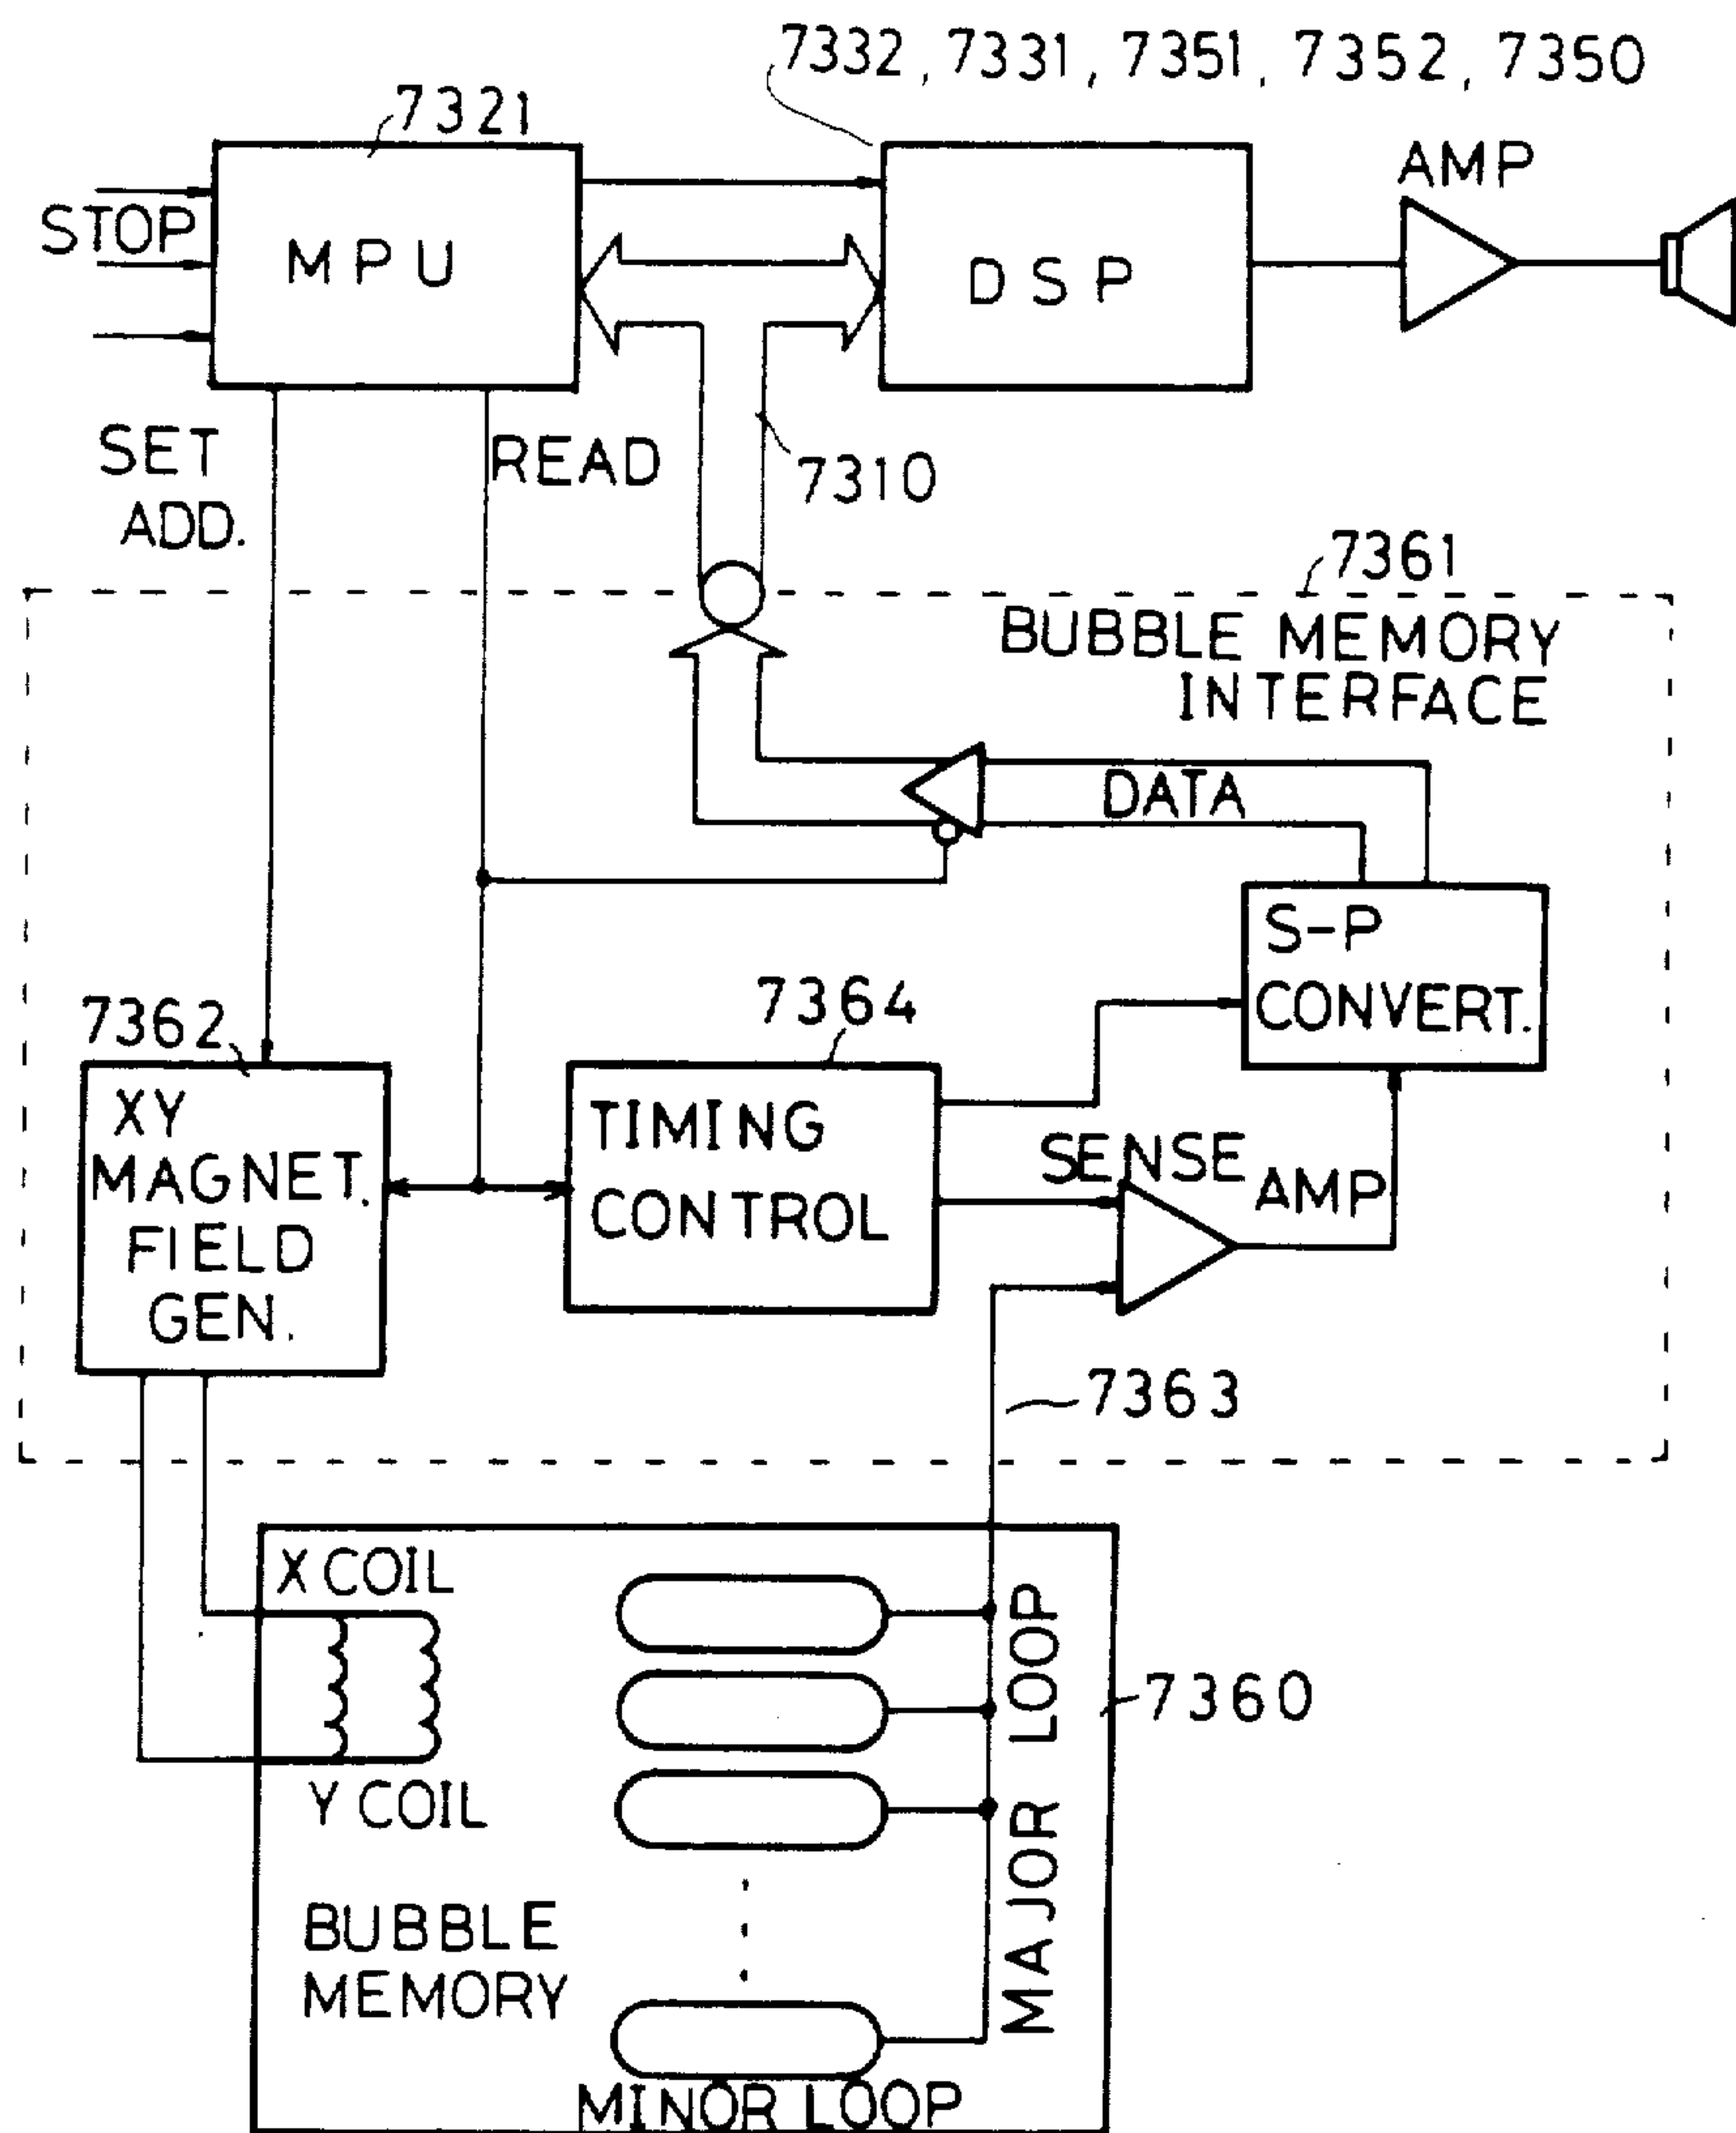 7332, 7331, 7351, 7352, 7350
7321
AMP
STOP
MPU
DSP
SET
ADD.
READ
7310
7361
BUBBLE MEMORY
INTERFACE
DATA
S-P
CONVERT.
7362
7364
XY
MAGNET.
FIELD
GEN.
TIMING
CONTROL
SENSE
AMP
7363
X COIL
Y COIL
MAJOR LOOP
7360
BUBBLE
MEMORY
MINOR LOOP